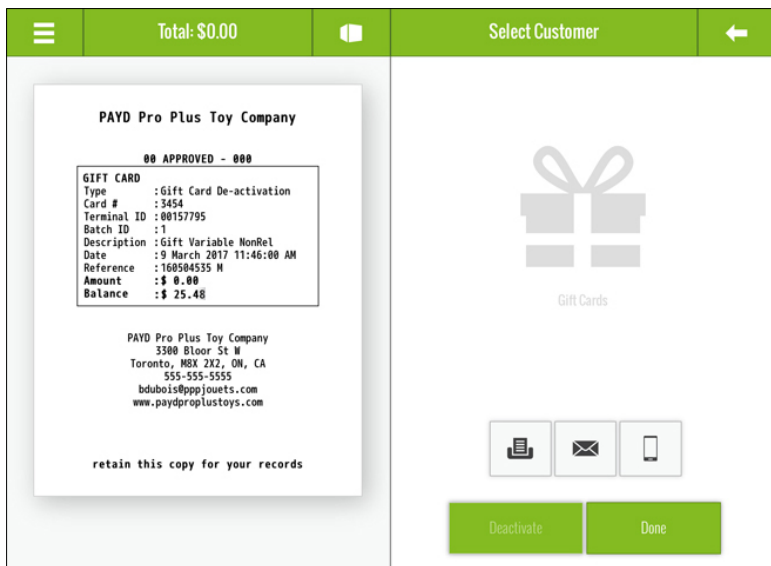 Total: $0.00
Select Customer
PAYD Pro Plus Toy Company
00 APPROVED - 000
GIFT CARD
Type :Gift Card De-activation
Card # :3454
Terminal ID :00157795
Batch ID :1
Description :Gift Variable NonRel
Date :9 March 2017 11:46:00 AM
Reference :160504535 M
Amount :$ 0.00
Balance :$ 25.48
PAYD Pro Plus Toy Company
3300 Bloor St W
Toronto, M8X 2X2, ON, CA
555-555-5555
bdubois@pppjouets.com
www.paydproplustoys.com
retain this copy for your records
Gift Cards
Deactivate
Done